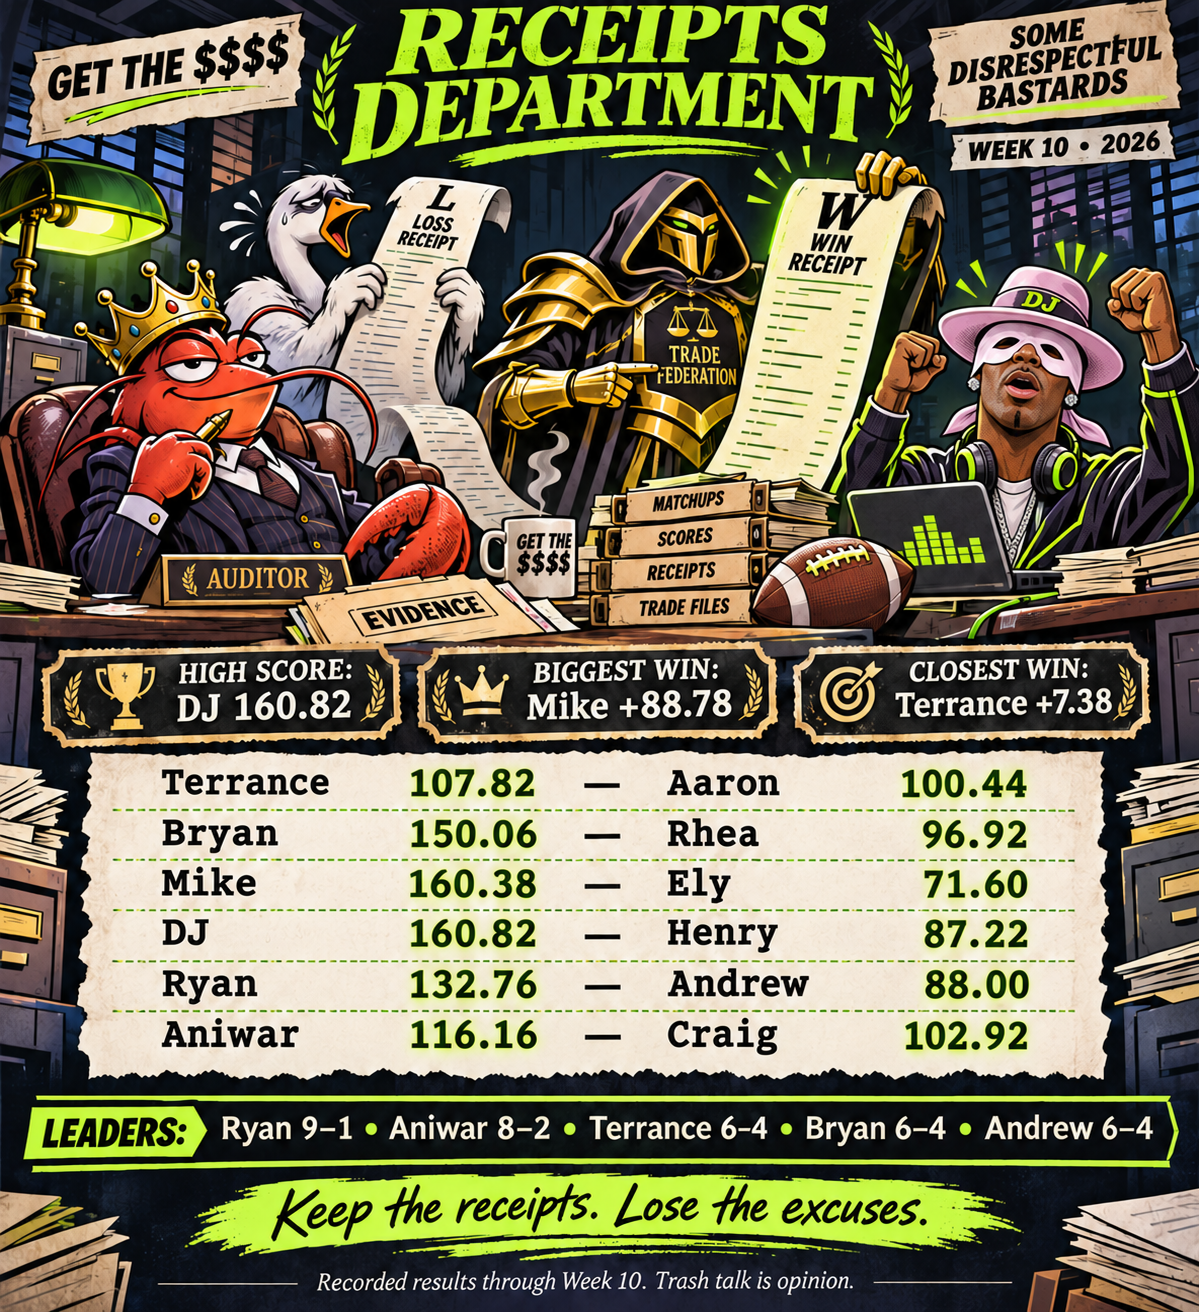 GET THE $$$$
RECEIPTS
DEPARTMENT
SOME
DISRESPECTFUL
BASTARDS
WEEK 10 • 2026
L
LOSS
RECEIPT
W
WIN
RECEIPT
TRADE
FEDERATION
DJ
AUDITOR
EVIDENCE
GET THE
$$$$
MATCHUPS
SCORES
RECEIPTS
TRADE FILES
HIGH SCORE:
DJ 160.82
BIGGEST WIN:
Mike +88.78
CLOSEST WIN:
Terrance +7.38
Terrance 107.82 — Aaron 100.44
Bryan 150.06 — Rhea 96.92
Mike 160.38 — Ely 71.60
DJ 160.82 — Henry 87.22
Ryan 132.76 — Andrew 88.00
Aniwar 116.16 — Craig 102.92
LEADERS: Ryan 9–1 • Aniwar 8–2 • Terrance 6–4 • Bryan 6–4 • Andrew 6–4
Keep the receipts. Lose the excuses.
Recorded results through Week 10. Trash talk is opinion.